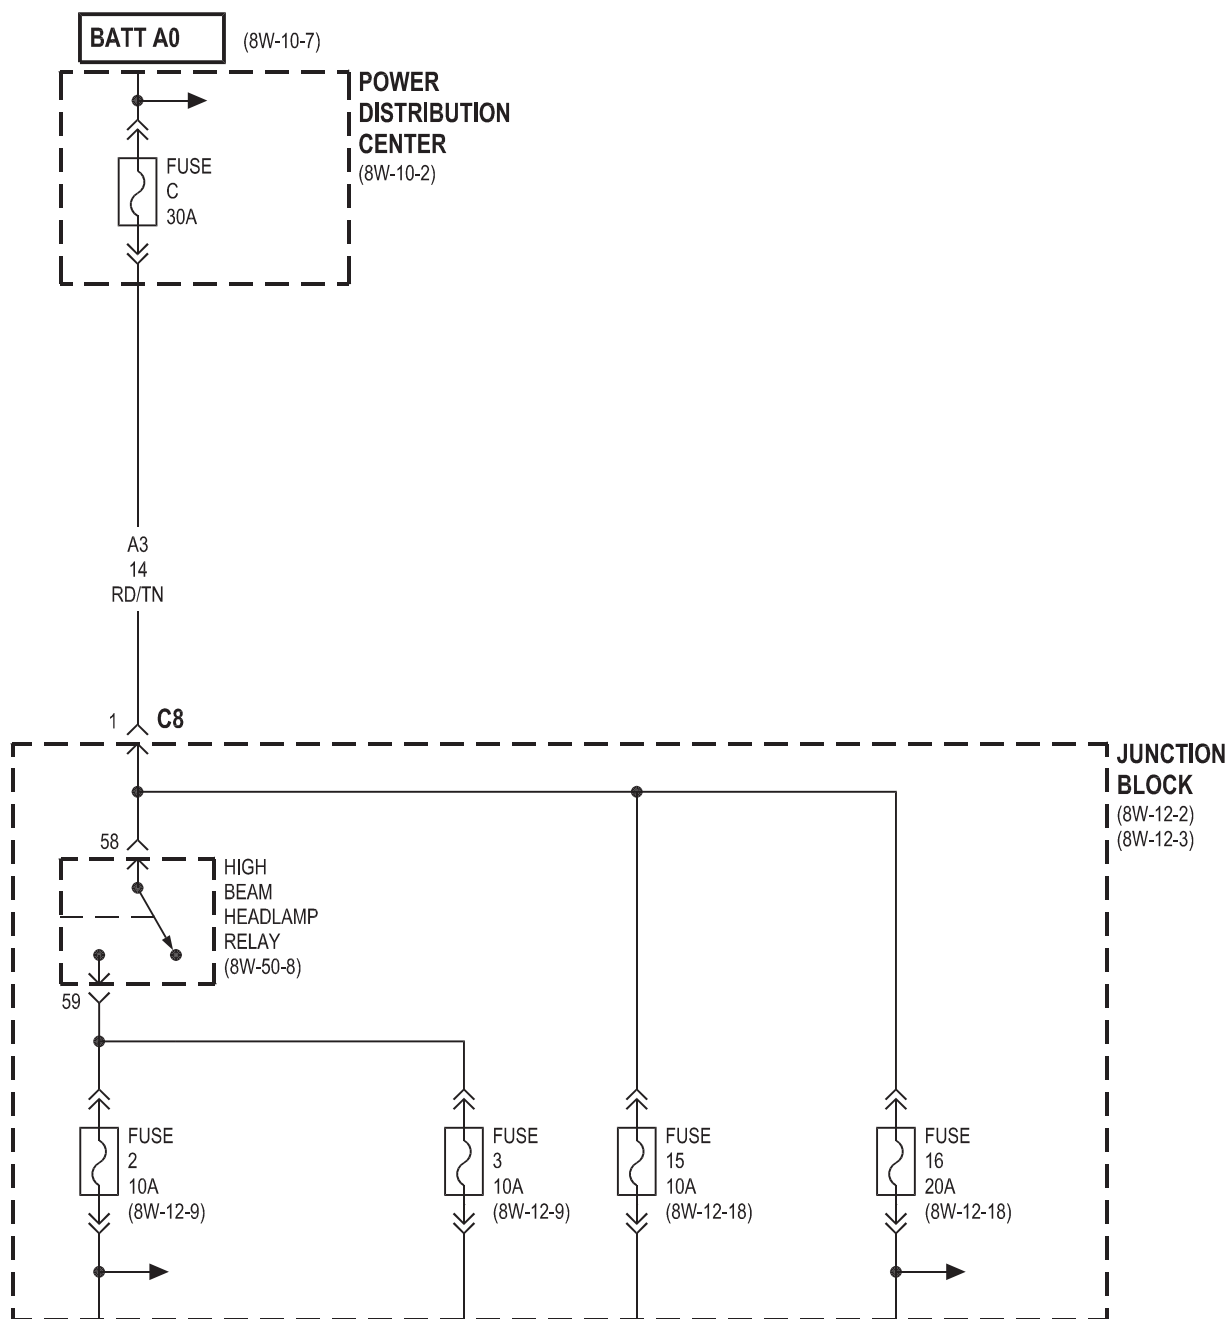 BATT A0
(8W-10-7)
POWER
DISTRIBUTION
CENTER
(8W-10-2)
FUSE
C
30A
A3
14
RD/TN
1
C8
JUNCTION
BLOCK
(8W-12-2)
(8W-12-3)
58
HIGH
BEAM
HEADLAMP
RELAY
(8W-50-8)
59
FUSE
2
10A
(8W-12-9)
FUSE
3
10A
(8W-12-9)
FUSE
15
10A
(8W-12-18)
FUSE
16
20A
(8W-12-18)